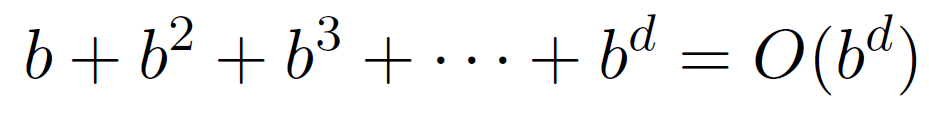 b + b² + b³ + ⋯ + bᵈ = O(bᵈ)